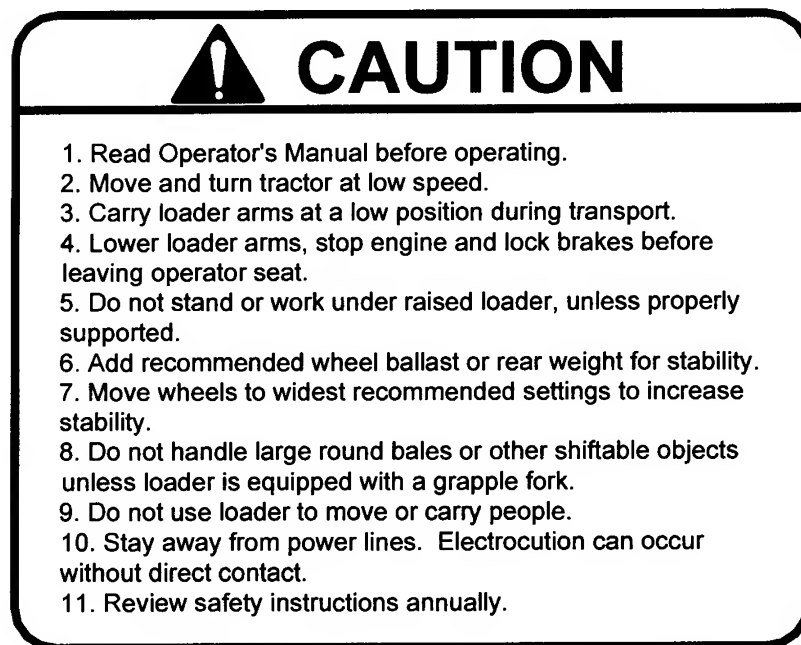 CAUTION
1. Read Operator's Manual before operating.
2. Move and turn tractor at low speed.
3. Carry loader arms at a low position during transport.
4. Lower loader arms, stop engine and lock brakes before
leaving operator seat.
5. Do not stand or work under raised loader, unless properly
supported.
6. Add recommended wheel ballast or rear weight for stability.
7. Move wheels to widest recommended settings to increase
stability.
8. Do not handle large round bales or other shiftable objects
unless loader is equipped with a grapple fork.
9. Do not use loader to move or carry people.
10. Stay away from power lines.  Electrocution can occur
without direct contact.
11. Review safety instructions annually.